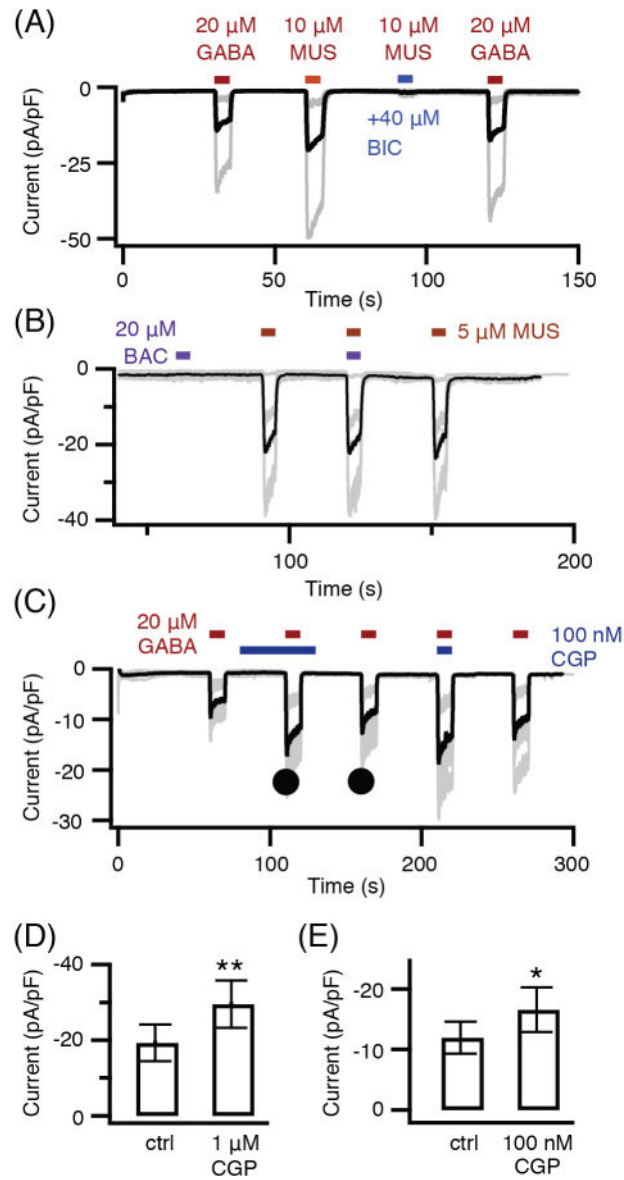 (A)
20 μM 10 μM 10 μM 20 μM
GABA MUS MUS GABA
+40 μM
BIC
0
-25
-50
Current (pA/pF)
0 50 100 150
Time (s)
(B)
20 μM
BAC
5 μM MUS
0
-20
-40
Current (pA/pF)
100 200
Time (s)
(C)
20 μM
GABA
100 nM
CGP
0
-10
-20
-30
Current (pA/pF)
0 100 200 300
Time (s)
(D)
-40
-20
0
Current (pA/pF)
**
ctrl 1 μM
CGP
(E)
-20
-10
0
Current (pA/pF)
*
ctrl 100 nM
CGP